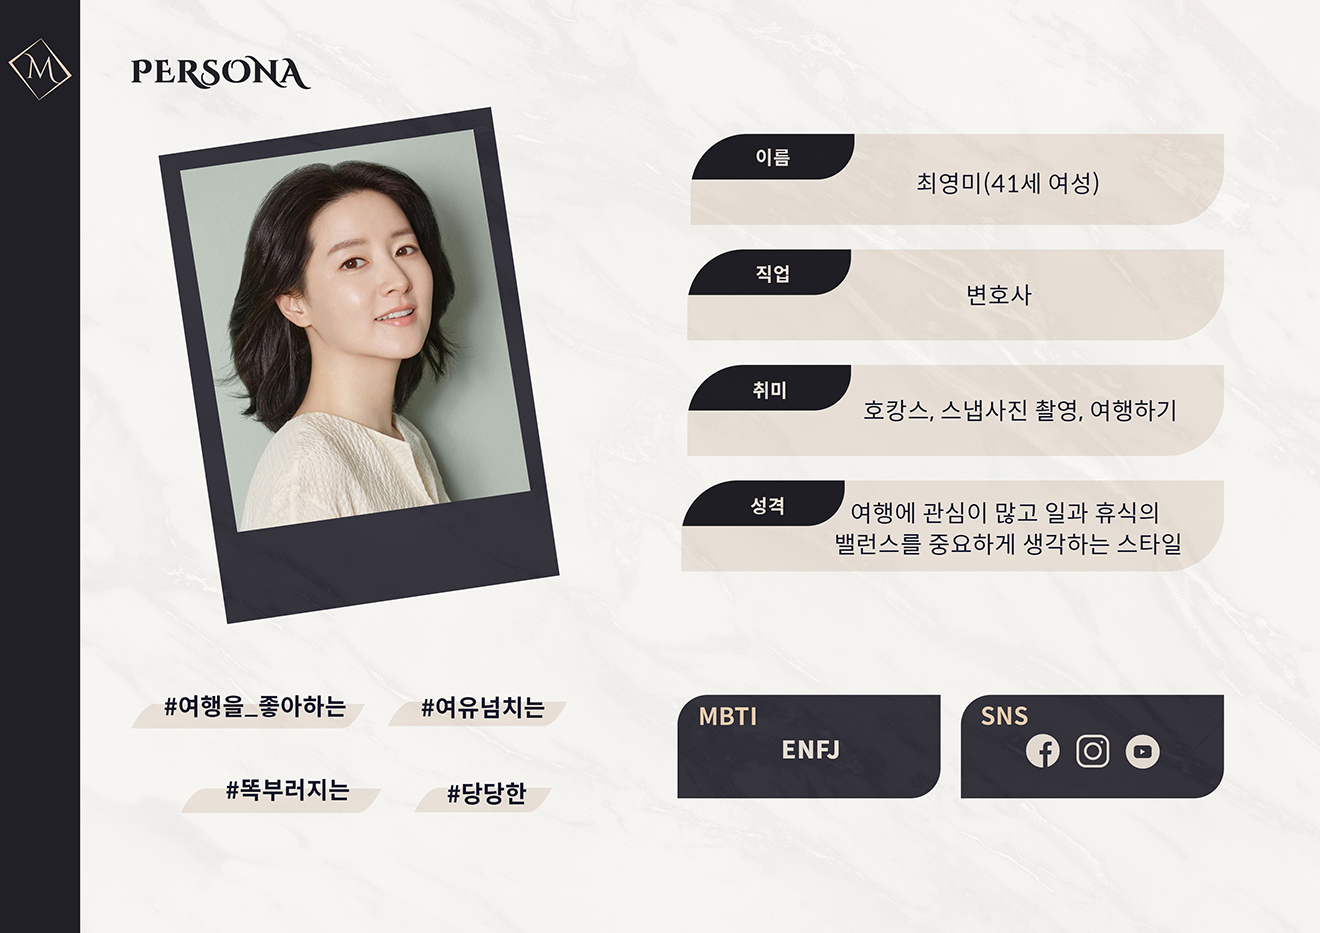 M
PERSONA
이름
최영미(41세 여성)
직업
변호사
취미
호캉스, 스냅사진 촬영, 여행하기
성격
여행에 관심이 많고 일과 휴식의
밸런스를 중요하게 생각하는 스타일
#여행을_좋아하는
#여유넘치는
#똑부러지는
#당당한
MBTI
ENFJ
SNS